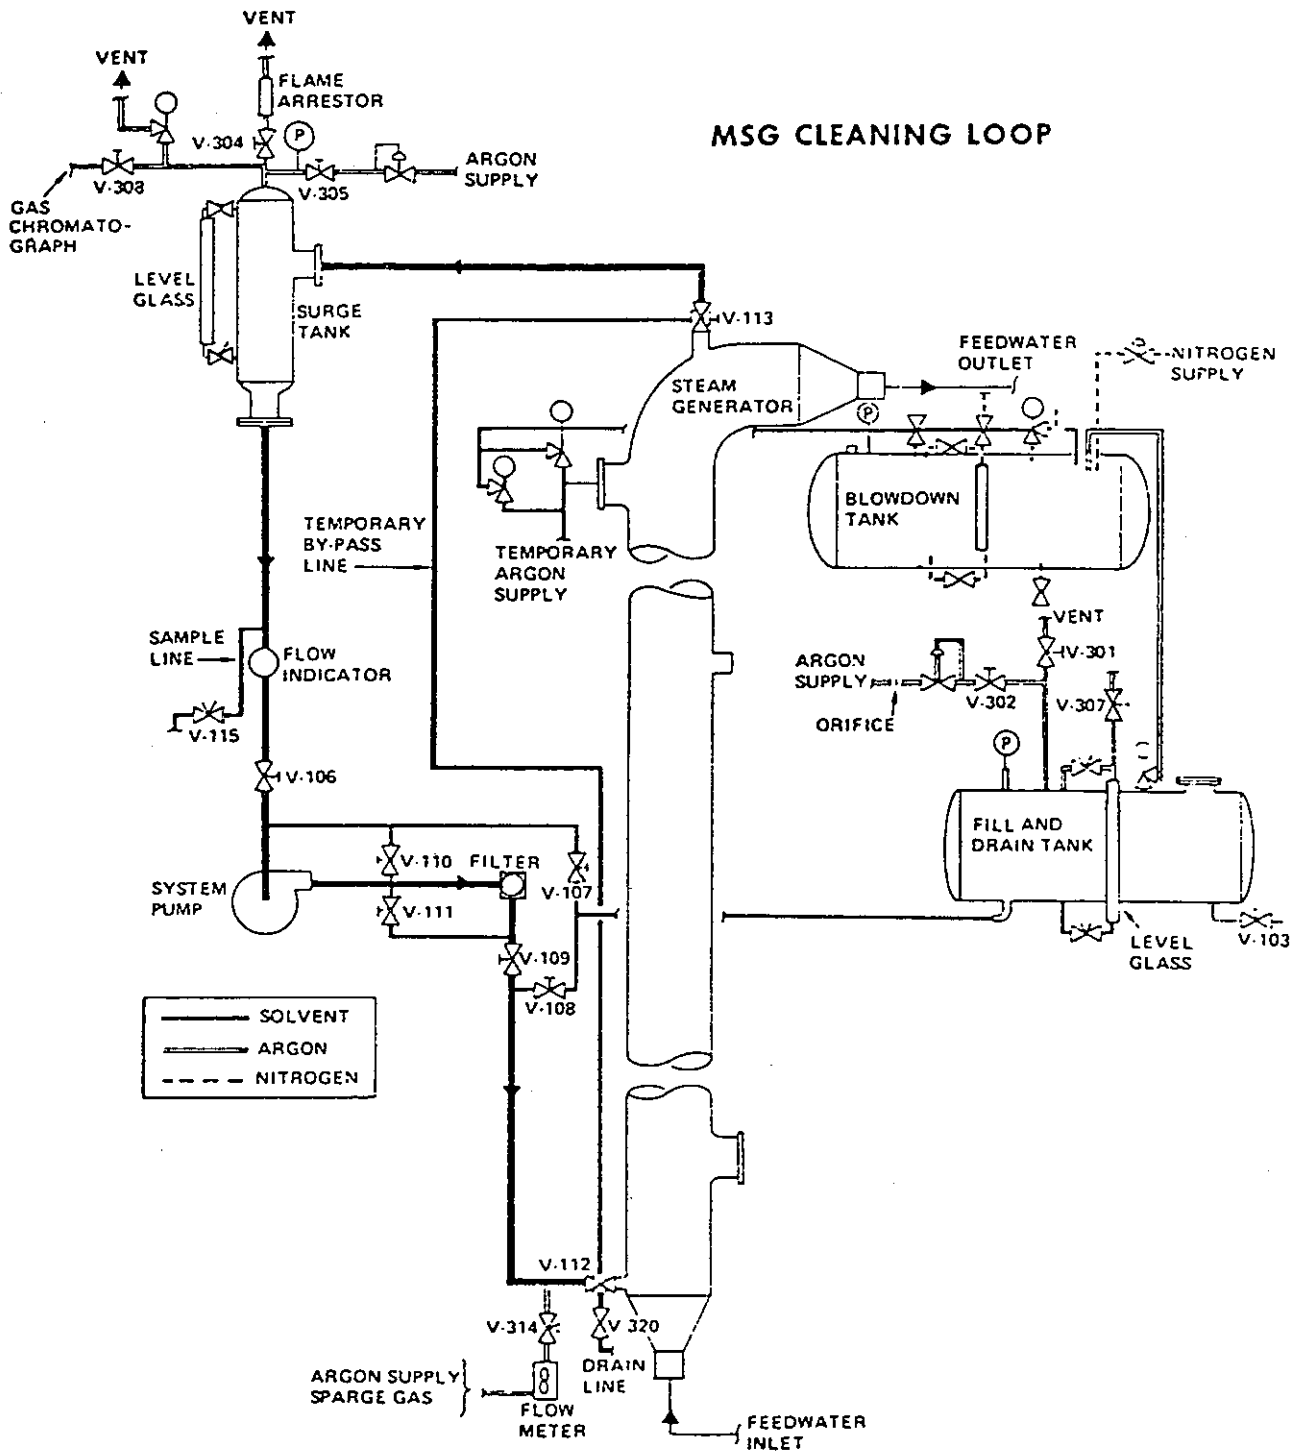 VENT
VENT
FLAME
ARRESTOR
MSG CLEANING LOOP
V-304
P
V-308
V-305
ARGON
SUPPLY
GAS
CHROMATO-
GRAPH
LEVEL
GLASS
SURGE
TANK
V-113
FEEDWATER
OUTLET
NITROGEN
SUPPLY
STEAM
GENERATOR
P
BLOWDOWN
TANK
TEMPORARY
BY-PASS
LINE
TEMPORARY
ARGON
SUPPLY
SAMPLE
LINE
FLOW
INDICATOR
VENT
V-301
ARGON
SUPPLY
V-302
V-307
ORIFICE
V-115
P
V-106
FILL AND
DRAIN TANK
V-110
FILTER
V-107
SYSTEM
PUMP
V-111
V-103
LEVEL
GLASS
V-109
V-108
SOLVENT
ARGON
NITROGEN
V-112
V-314
V-320
DRAIN
LINE
ARGON SUPPLY
SPARGE GAS
FLOW
METER
FEEDWATER
INLET